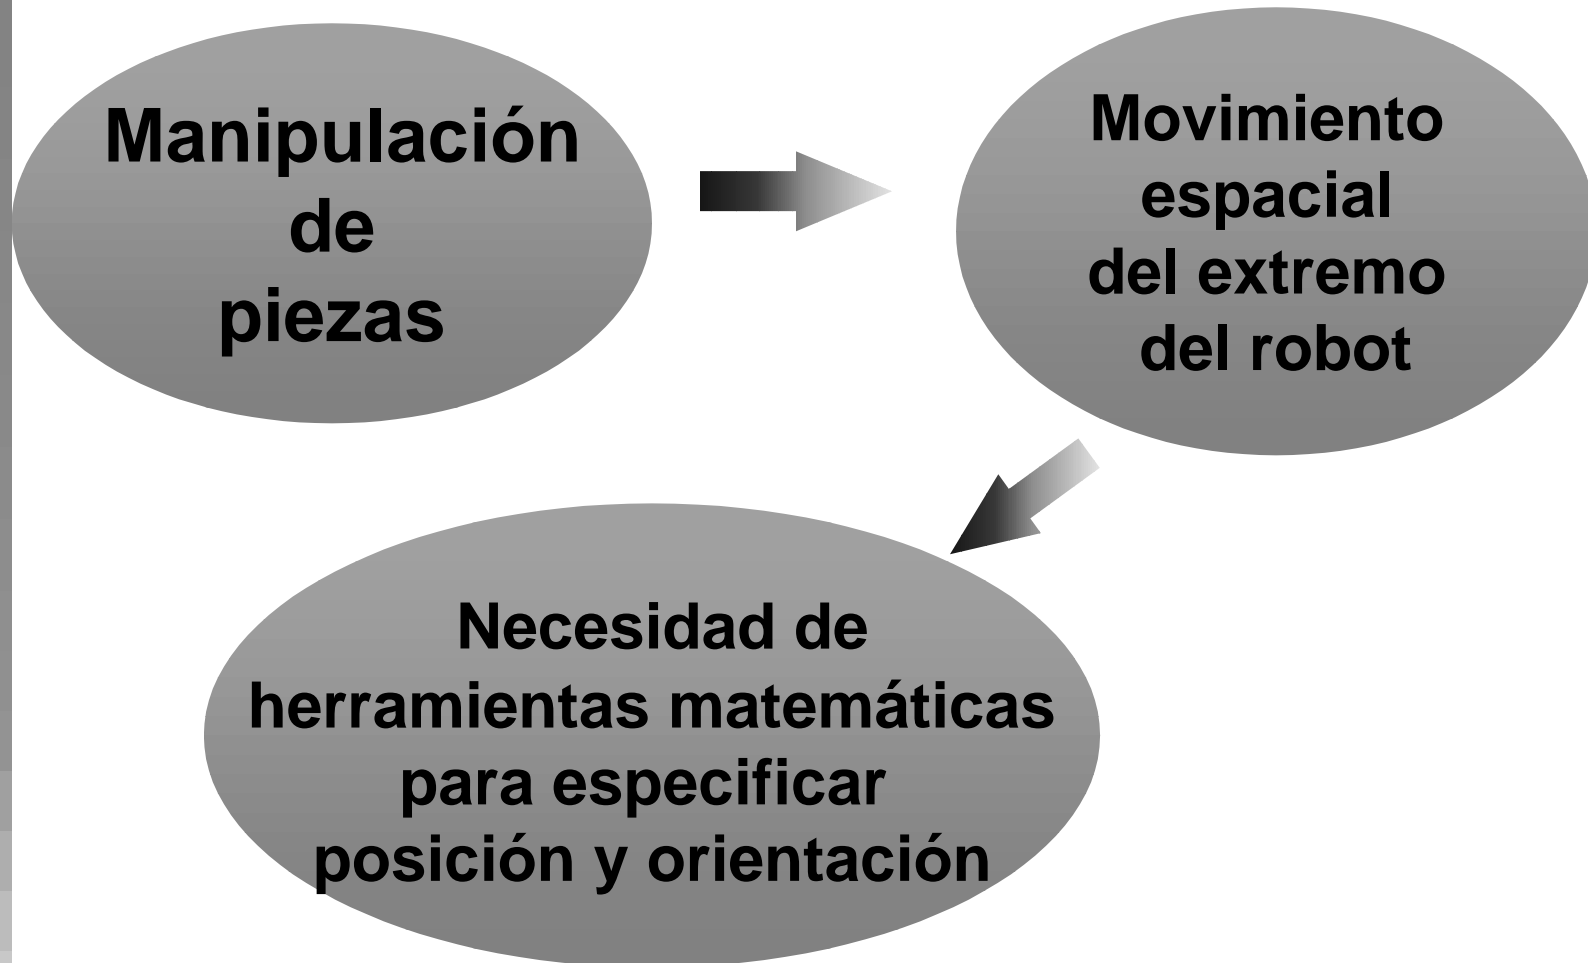 Manipulación
de
piezas
Movimiento
espacial
del extremo
del robot
Necesidad de
herramientas matemáticas
para especificar
posición y orientación